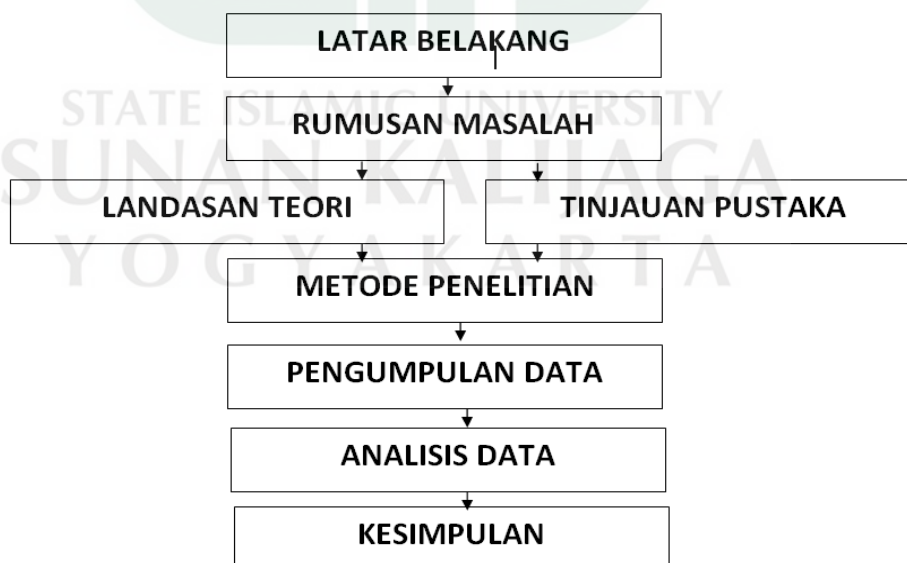 LATAR BELAKANG
STATE ISLAMIC UNIVERSITY
RUMUSAN MASALAH
SUNAN KALIJAGA
LANDASAN TEORI
TINJAUAN PUSTAKA
YOGYAKARTA
METODE PENELITIAN
PENGUMPULAN DATA
ANALISIS DATA
KESIMPULAN